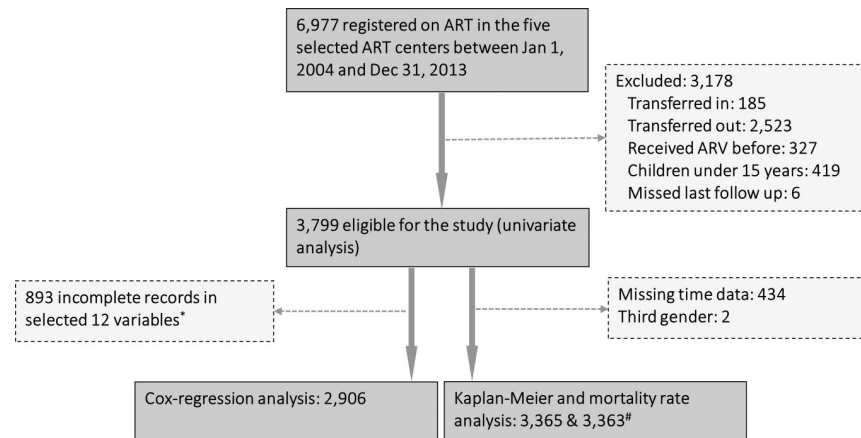 6,977 registered on ART in the five
selected ART centers between Jan 1,
2004 and Dec 31, 2013
Excluded: 3,178
Transferred in: 185
Transferred out: 2,523
Received ARV before: 327
Children under 15 years: 419
Missed last follow up: 6
3,799 eligible for the study (univariate
analysis)
893 incomplete records in
selected 12 variables*
Missing time data: 434
Third gender: 2
Cox-regression analysis: 2,906
Kaplan-Meier and mortality rate
analysis: 3,365 & 3,363#